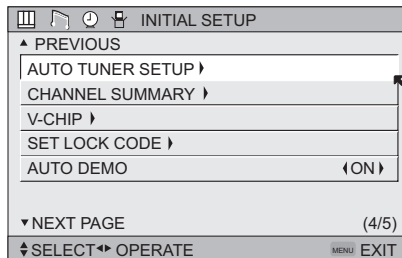 INITIAL SETUP
PREVIOUS
AUTO TUNER SETUP
CHANNEL SUMMARY
V-CHIP
SET LOCK CODE
AUTO DEMO ON
NEXT PAGE (4/5)
SELECT OPERATE MENU EXIT